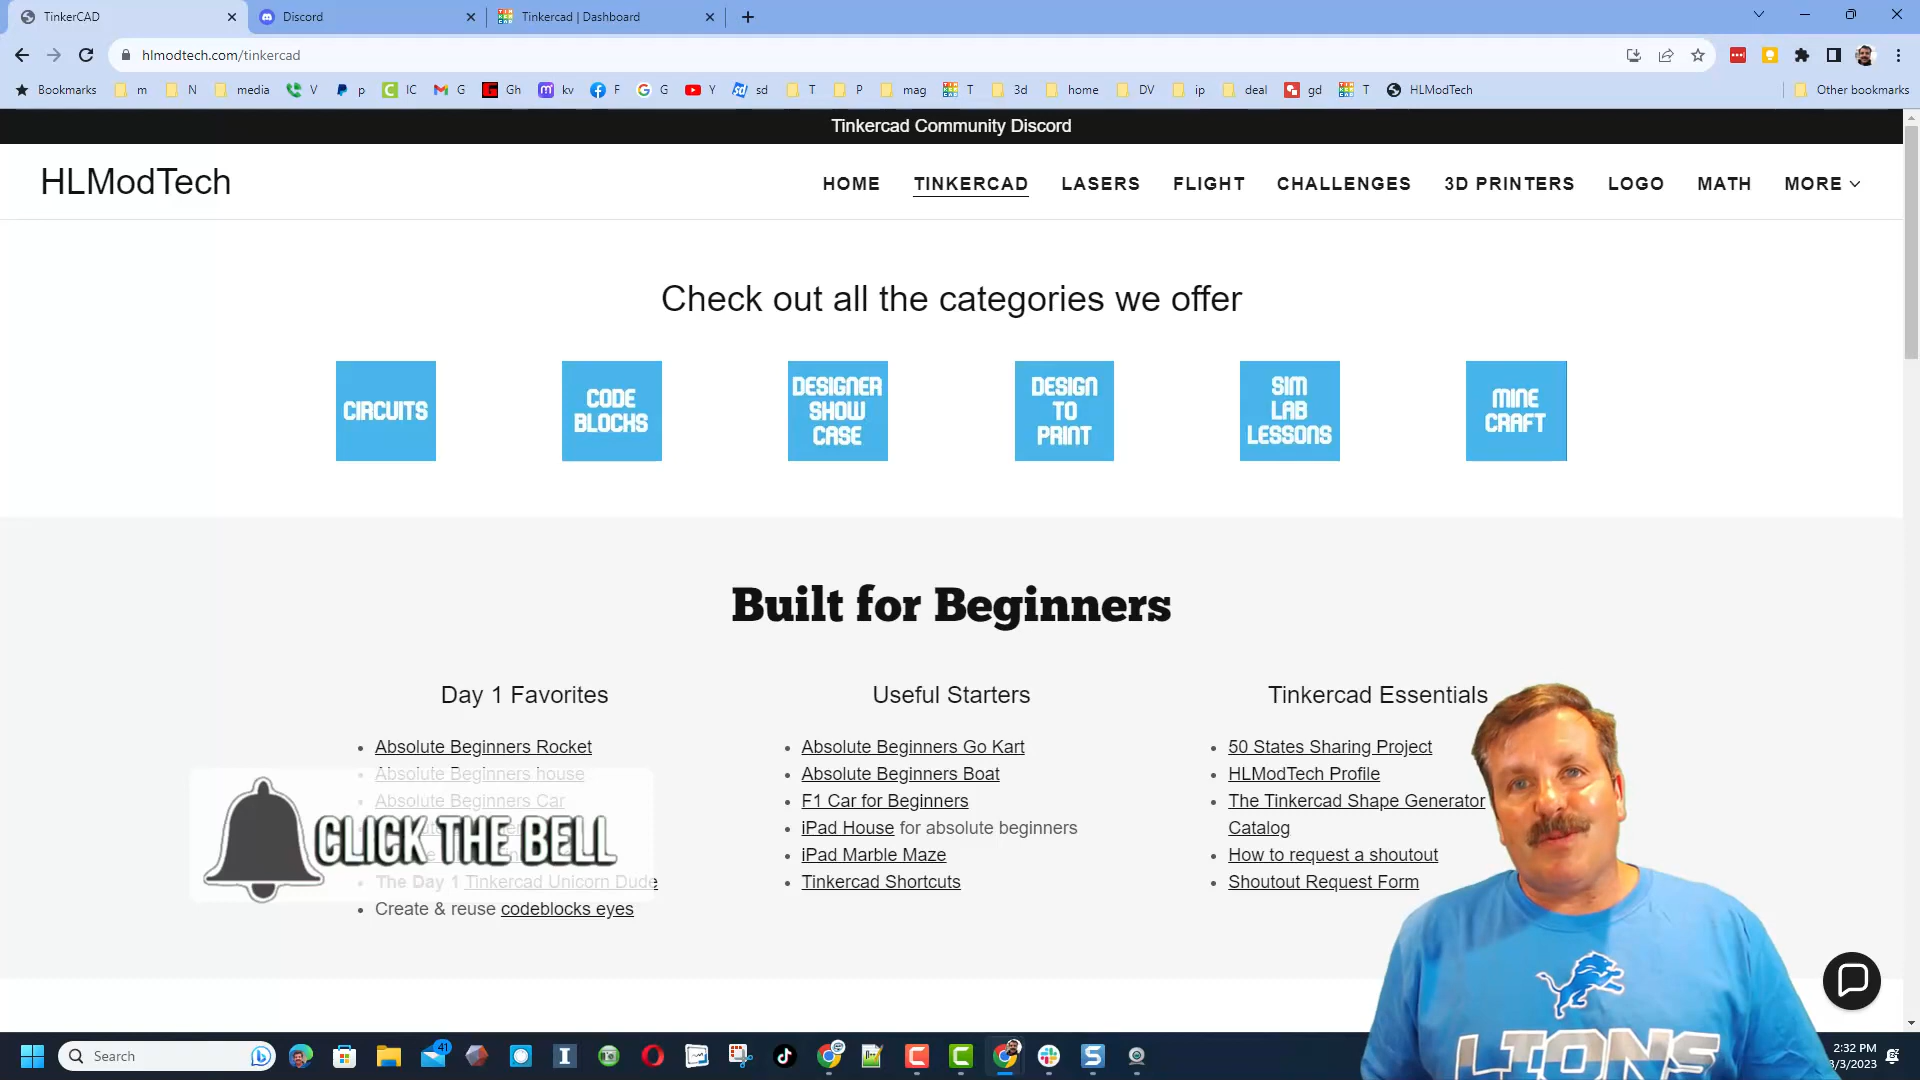 TinkerCAD
Discord
Tinkercad | Dashboard
hlmodtech.com/tinkercad
Bookmarks m N media V p IC G Gh kv F G Y sd T P mag T 3d home DV ip deal gd T HLModTech Other bookmarks
Tinkercad Community Discord
HLModTech
HOME TINKERCAD LASERS FLIGHT CHALLENGES 3D PRINTERS LOGO MATH MORE
Check out all the categories we offer
CIRCUITS
CODE
BLOCKS
DESIGNER
SHOW
CASE
DESIGN
TO
PRINT
SIM
LAB
LESSONS
MINE
CRAFT
Built for Beginners
Day 1 Favorites
Absolute Beginners Rocket
Absolute Beginners house
Absolute Beginners Car
CLICK THE BELL
The Day 1 Tinkercad Unicorn Dude
Create & reuse codeblocks eyes
Useful Starters
Absolute Beginners Go Kart
Absolute Beginners Boat
F1 Car for Beginners
iPad House for absolute beginners
iPad Marble Maze
Tinkercad Shortcuts
Tinkercad Essentials
50 States Sharing Project
HLModTech Profile
The Tinkercad Shape Generator
Catalog
How to request a shoutout
Shoutout Request Form
LIONS
Search
41
2:32 PM
/3/2023